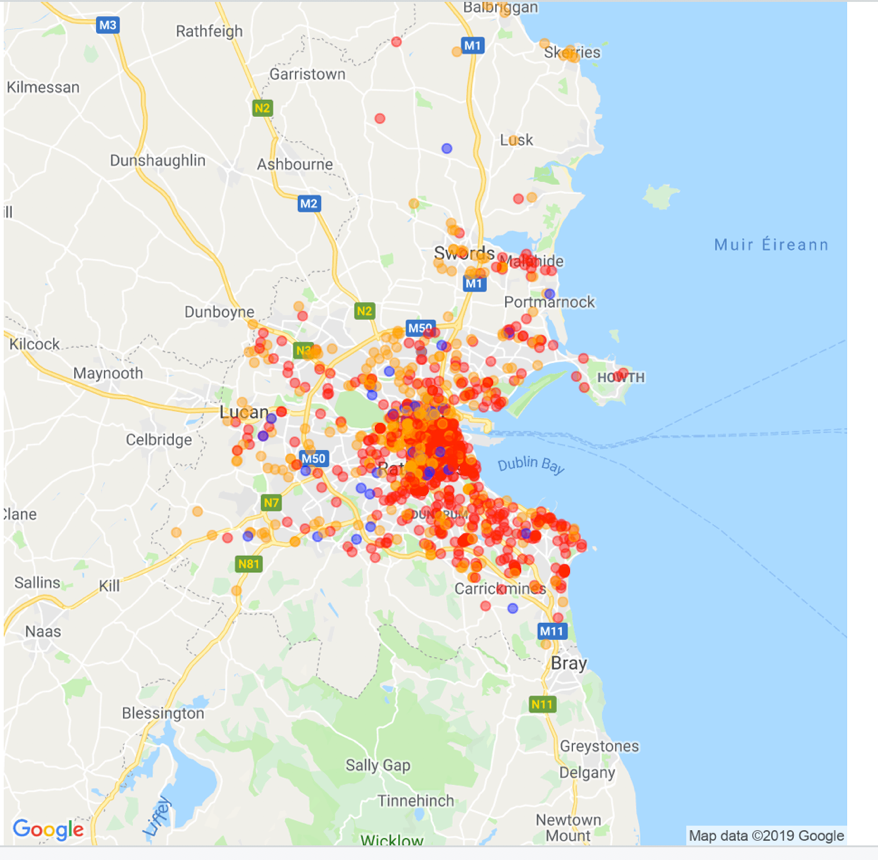 Balbriggan
M3
Rathfeigh
M1
Skerries
Garristown
Kilmessan
N2
Lusk
Dunshaughlin
Ashbourne
M2
ill
Muir Éireann
Swords
Malahide
M1
Portmarnock
Dunboyne
N2
M50
Kilcock
N3
Maynooth
HOWTH
Lucan
Celbridge
M50
Dublin Bay
N7
Clane
N81
Sallins
Kill
Carrickmines
Naas
M11
Bray
N11
Blessington
Greystones
Sally Gap
Delgany
Tinnehinch
Liffey
Newtown
Mount
Google
Map data ©2019 Google
Wicklow